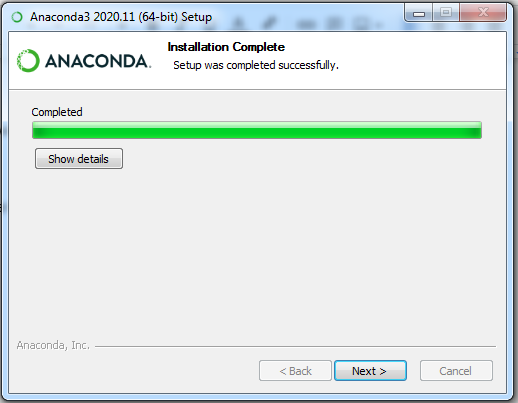 Anaconda3 2020.11 (64-bit) Setup
ANACONDA.
Installation Complete
Setup was completed successfully.
Completed
Show details
Anaconda, Inc.
< Back
Next >
Cancel